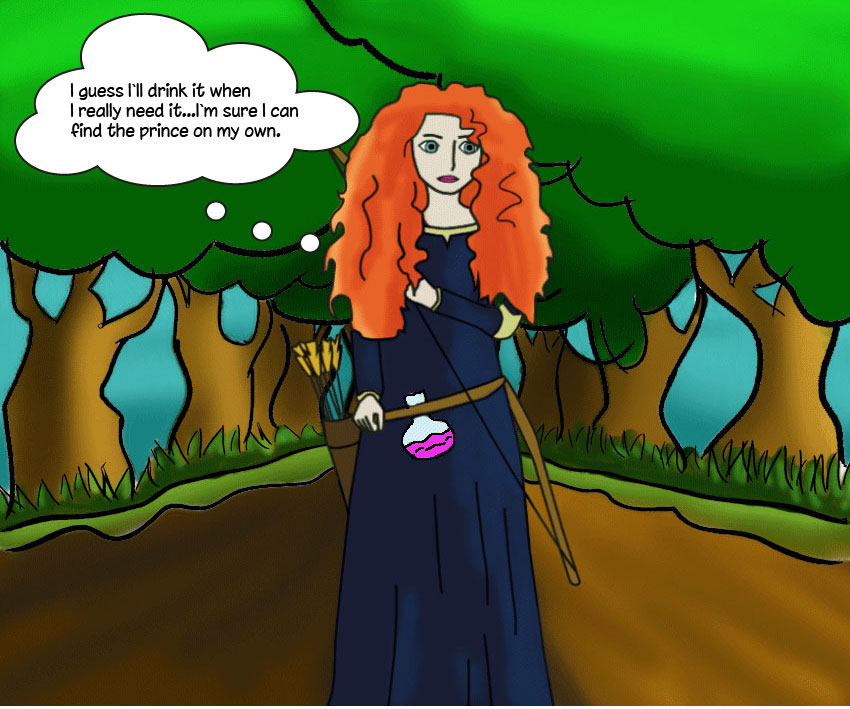 I guess I`ll drink it when
I really need it...I`m sure I can
find the prince on my own.